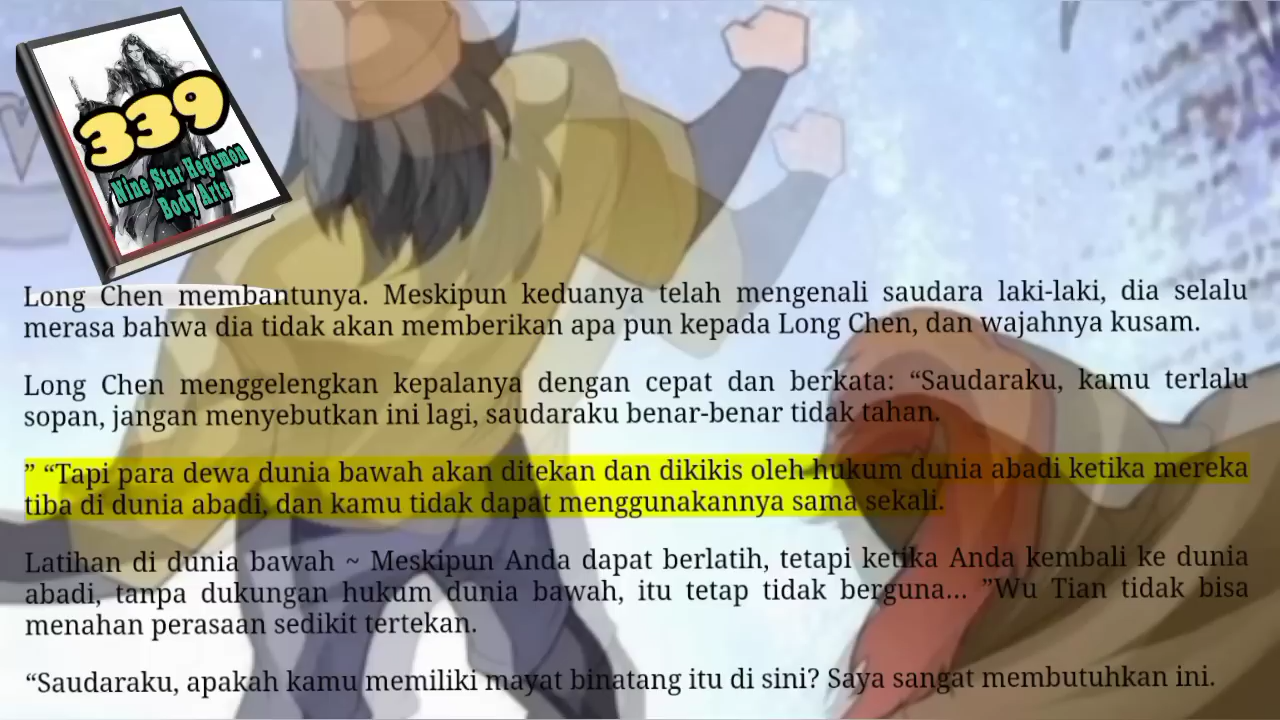 339
Nine Star Hegemon
Body Arts
Long Chen membantunya. Meskipun keduanya telah mengenali saudara laki-laki, dia selalu
merasa bahwa dia tidak akan memberikan apa pun kepada Long Chen, dan wajahnya kusam.
Long Chen menggelengkan kepalanya dengan cepat dan berkata: “Saudaraku, kamu terlalu
sopan, jangan menyebutkan ini lagi, saudaraku benar-benar tidak tahan.
” “Tapi para dewa dunia bawah akan ditekan dan dikikis oleh hukum dunia abadi ketika mereka
tiba di dunia abadi, dan kamu tidak dapat menggunakannya sama sekali.
Latihan di dunia bawah ~ Meskipun Anda dapat berlatih, tetapi ketika Anda kembali ke dunia
abadi, tanpa dukungan hukum dunia bawah, itu tetap tidak berguna... ”Wu Tian tidak bisa
menahan perasaan sedikit tertekan.
“Saudaraku, apakah kamu memiliki mayat binatang itu di sini? Saya sangat membutuhkan ini.